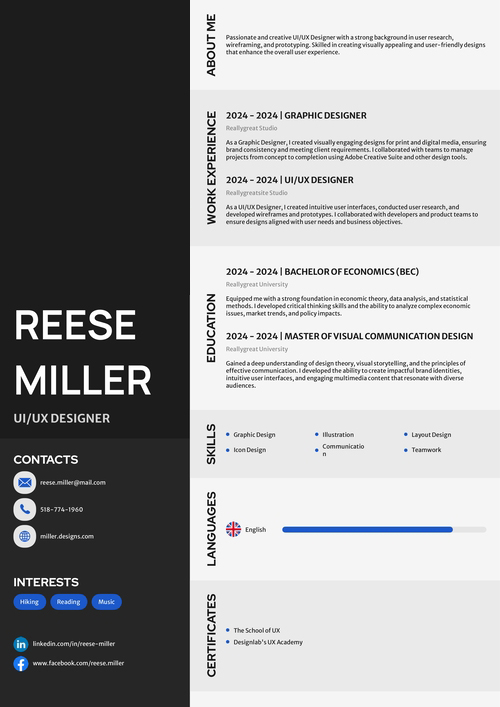 REESE
MILLER
UI/UX DESIGNER
CONTACTS
reese.miller@mail.com
518-774-1960
miller.designs.com
INTERESTS
Hiking
Reading
Music
linkedin.com/in/reese-miller
www.facebook.com/reese.miller
ABOUT ME
Passionate and creative UI/UX Designer with a strong background in user research,
wireframing, and prototyping. Skilled in creating visually appealing and user-friendly designs
that enhance the overall user experience.
WORK EXPERIENCE
2024 - 2024 | GRAPHIC DESIGNER
Reallygreat Studio
As a Graphic Designer, I created visually engaging designs for print and digital media, ensuring
brand consistency and meeting client requirements. I collaborated with teams to manage
projects from concept to completion using Adobe Creative Suite and other design tools.
2024 - 2024 | UI/UX DESIGNER
Reallygreatsite Studio
As a UI/UX Designer, I created intuitive user interfaces, conducted user research, and
developed wireframes and prototypes. I collaborated with developers and product teams to
ensure designs aligned with user needs and business objectives.
EDUCATION
2024 - 2024 | BACHELOR OF ECONOMICS (BEC)
Reallygreat University
Equipped me with a strong foundation in economic theory, data analysis, and statistical
methods. I developed critical thinking skills and the ability to analyze complex economic
issues, market trends, and policy impacts.
2024 - 2024 | MASTER OF VISUAL COMMUNICATION DESIGN
Reallygreat University
Gained a deep understanding of design theory, visual storytelling, and the principles of
effective communication. I developed the ability to create impactful brand identities,
intuitive user interfaces, and engaging multimedia content that resonate with diverse
audiences.
SKILLS
Graphic Design
Illustration
Layout Design
Icon Design
Communicatio
n
Teamwork
LANGUAGES
English
CERTIFICATES
The School of UX
Designlab's UX Academy